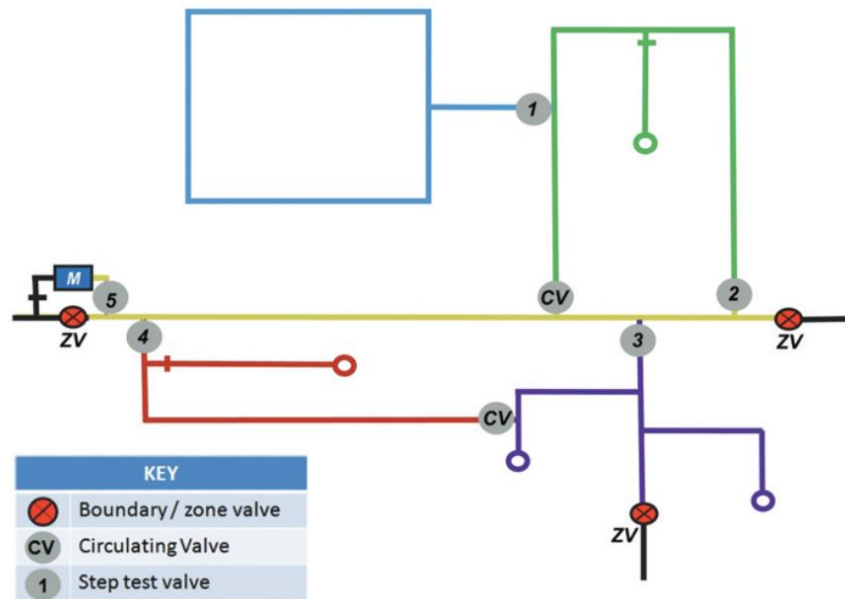 1
M
5
CV
2
ZV
4
3
ZV
CV
ZV
KEY
Boundary / zone valve
CV
Circulating Valve
1
Step test valve